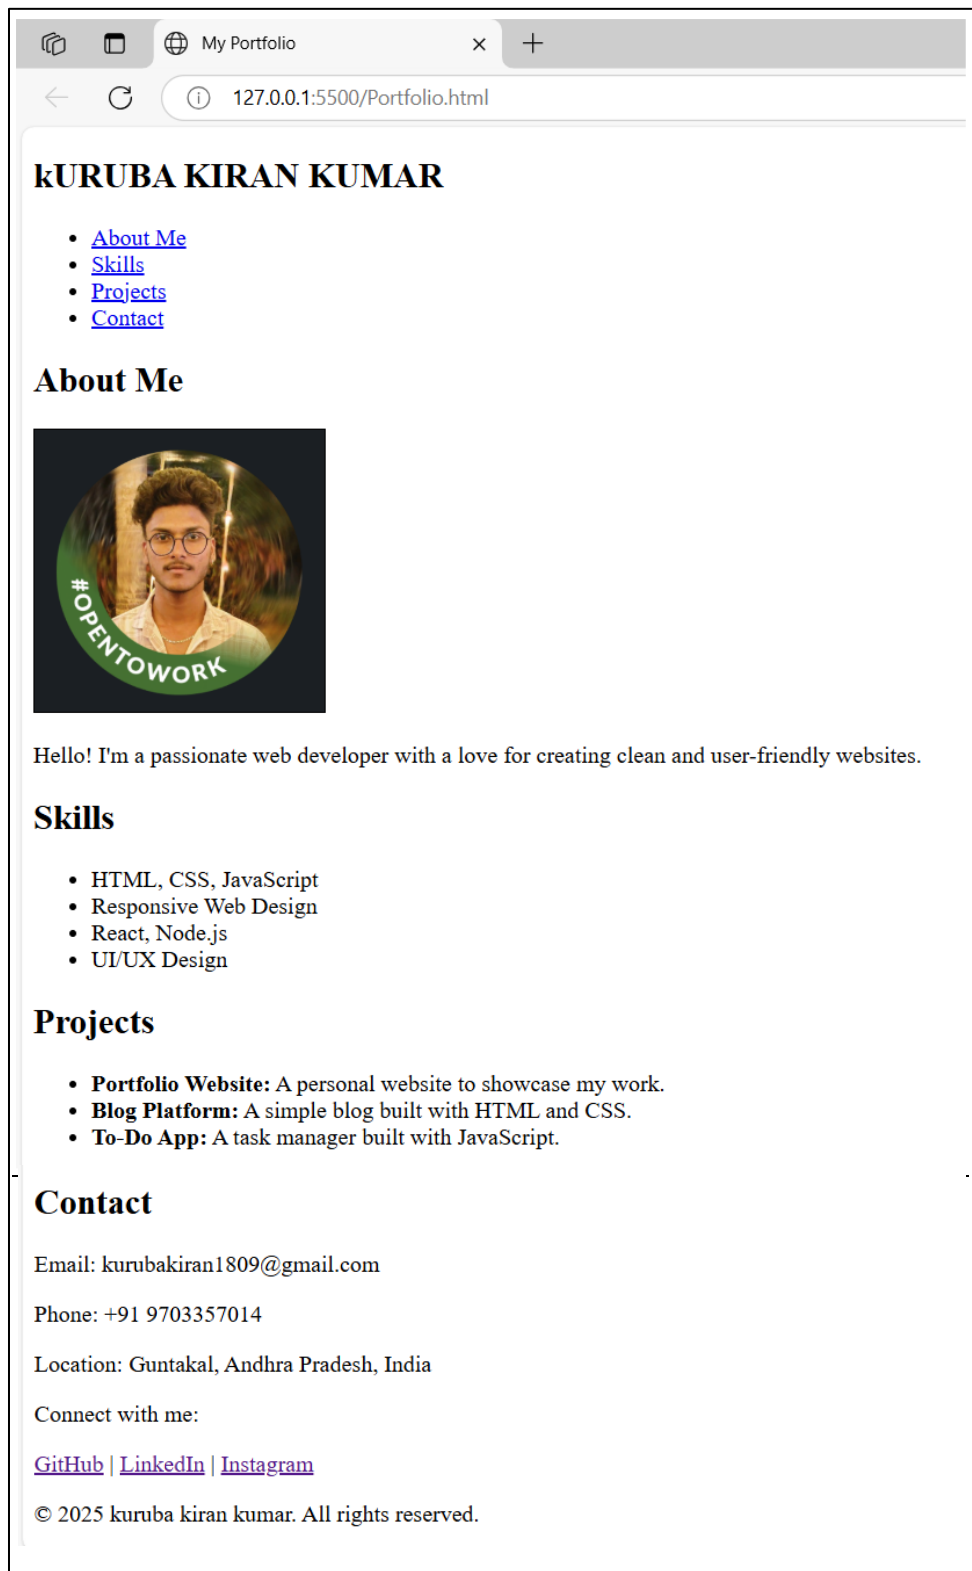 My Portfolio
127.0.0.1:5500/Portfolio.html
kURUBA KIRAN KUMAR
About Me
Skills
Projects
Contact
About Me
#OPENTOWORK
Hello! I'm a passionate web developer with a love for creating clean and user-friendly websites.
Skills
HTML, CSS, JavaScript
Responsive Web Design
React, Node.js
UI/UX Design
Projects
Portfolio Website: A personal website to showcase my work.
Blog Platform: A simple blog built with HTML and CSS.
To-Do App: A task manager built with JavaScript.
Contact
Email: kurubakiran1809@gmail.com
Phone: +91 9703357014
Location: Guntakal, Andhra Pradesh, India
Connect with me:
GitHub | LinkedIn | Instagram
© 2025 kuruba kiran kumar. All rights reserved.